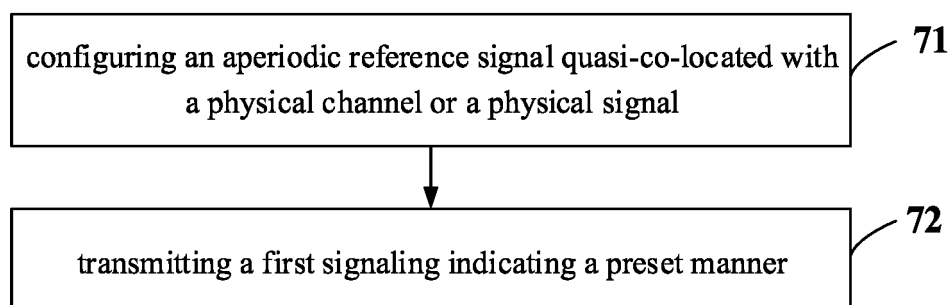 configuring an aperiodic reference signal quasi-co-located with
a physical channel or a physical signal
71
transmitting a first signaling indicating a preset manner
72